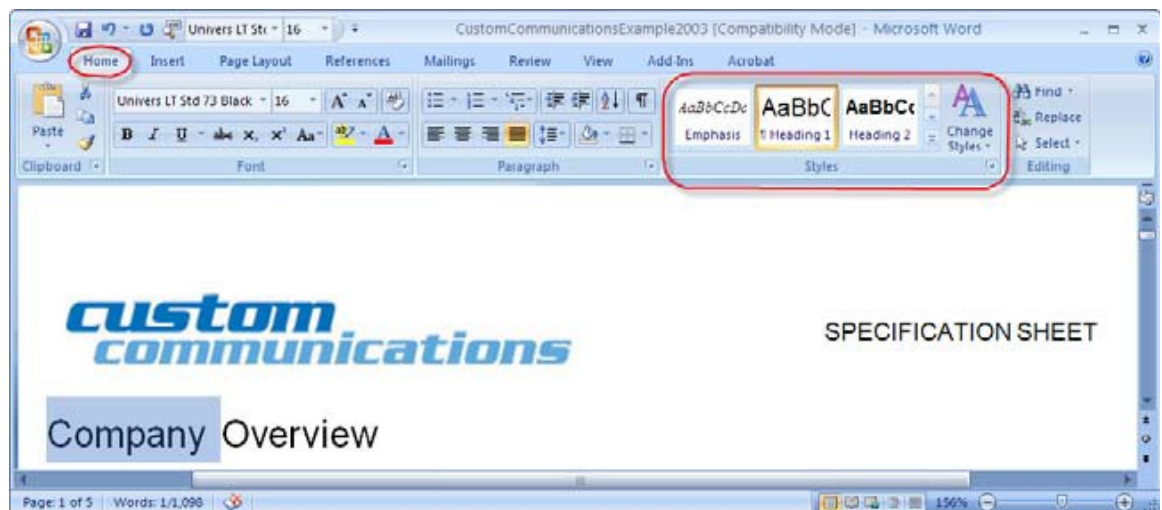 Univers LT Stc 16 CustomCommunicationsExample2003 [Compatibility Mode] - Microsoft Word
Home Insert Page Layout References Mailings Review View Add-Ins Acrobat
Univers LT Std 73 Black 16
Paste
B I U abc x, x' Aa A
AaBbCcDc AaBbC AaBbCc
Emphasis ¶ Heading 1 Heading 2
Change Styles
Find
Replace
Select
Clipboard Font Paragraph Styles Editing
custom
communications
SPECIFICATION SHEET
Company Overview
Page: 1 of 5 Words: 1/1,098 156%